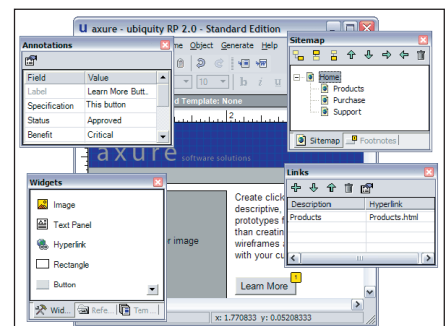 axure - ubiquity RP 2.0 - Standard Edition
Annotations
Field Value
Label Learn More Butt..
Specification This button
Status Approved
Benefit Critical
me Object Generate Help
10 b i u
d Template: None
2
axure software solutions
Sitemap
Home
Products
Purchase
Support
Sitemap Footnotes
Widgets
Image
Text Panel
Hyperlink
Rectangle
Button
Wid... Refe... Tem...
r image
Create click
descriptive,
prototypes f
than creatin
wireframes a
with your cu
Learn More
1
Links
Description Hyperlink
Products Products.html
x: 1.770833 y: 0.05208333